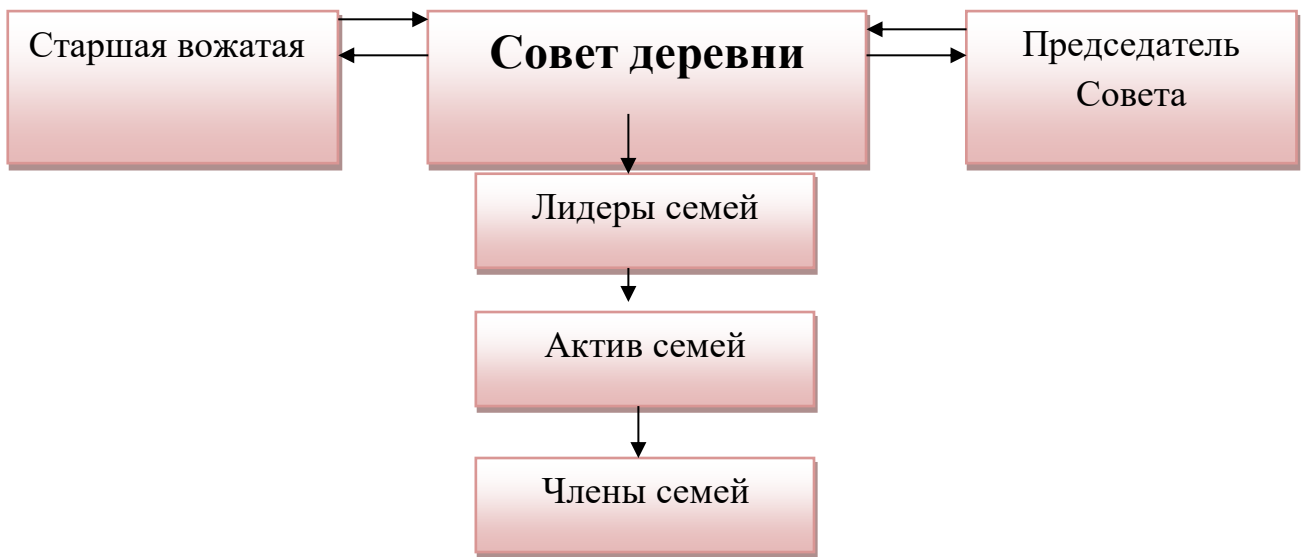 Старшая вожатая
Совет деревни
Председатель
Совета
Лидеры семей
Актив семей
Члены семей